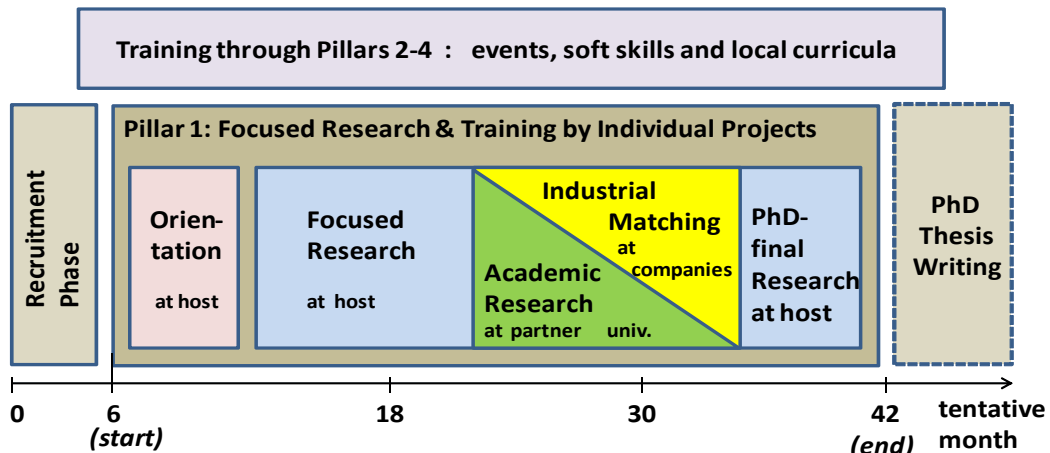 Training through Pillars 2-4 : events, soft skills and local curricula
Recruitment
Phase
Pillar 1: Focused Research & Training by Individual Projects
Orien-
tation
at host
Focused
Research
at host
Industrial
Matching
at
companies
Academic
Research
at partner univ.
PhD-
final
Research
at host
PhD
Thesis
Writing
0
6
18
30
42
tentative
(start)
(end)
month